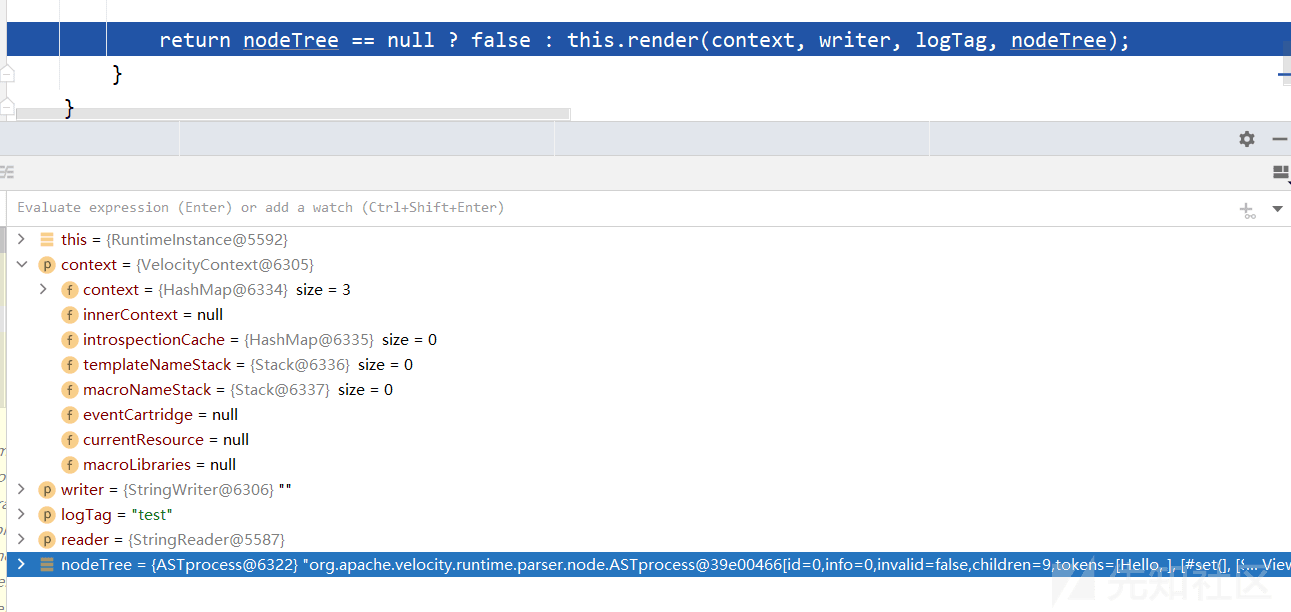 return nodeTree == null ? false : this.render(context, writer, logTag, nodeTree);
}
}
Evaluate expression (Enter) or add a watch (Ctrl+Shift+Enter)
this = {RuntimeInstance@5592}
p context = {VelocityContext@6305}
f context = {HashMap@6334} size = 3
f innerContext = null
f introspectionCache = {HashMap@6335} size = 0
f templateNameStack = {Stack@6336} size = 0
f macroNameStack = {Stack@6337} size = 0
f eventCartridge = null
f currentResource = null
f macroLibraries = null
p writer = {StringWriter@6306} ""
p logTag = "test"
p reader = {StringReader@5587}
nodeTree = {ASTprocess@6322} "org.apache.velocity.runtime.parser.node.ASTprocess@39e00466[id=0,info=0,invalid=false,children=9,tokens=[Hello, ], [#set(], [$... View
先知社区